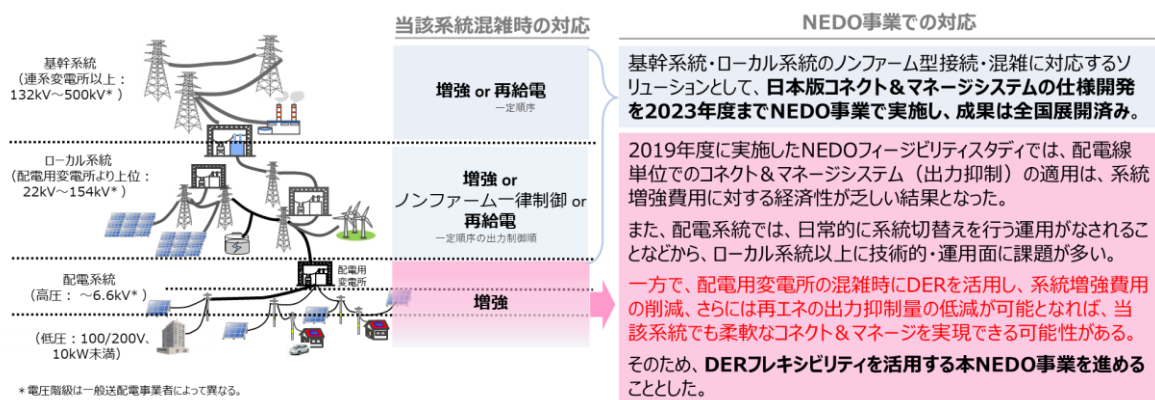 当該系統混雑時の対応
NEDO事業での対応
基幹系統
(連系変電所以上：
132kV～500kV* )
増強 or 再給電
一定順序
基幹系統・ローカル系統のノンファーム型接続・混雑に対応するソ
リューションとして、日本版コネクト＆マネージシステムの仕様開発
を2023年度までNEDO事業で実施し、成果は全国展開済み。
ローカル系統
(配電用変電所より上位：
22kV～154kV* )
増強 or
ノンファーム一律制御 or
再給電
一定順序の出力制御順
2019年度に実施したNEDOフィージビリティスタディでは、配電線
単位でのコネクト＆マネージシステム（出力抑制）の適用は、系統
増強費用に対する経済性が乏しい結果となった。
また、配電系統では、日常的に系統切替えを行う運用がなされるこ
となどから、ローカル系統以上に技術的・運用面に課題が多い。
配電系統
(高圧： ～6.6kV* )
配電用
変電所
増強
(低圧：100/200V、
10kW未満)
一方で、配電用変電所の混雑時にDERを活用し、系統増強費用
の削減、さらには再エネの出力抑制量の低減が可能となれば、当
該系統でも柔軟なコネクト＆マネージを実現できる可能性がある。
そのため、DERフレキシビリティを活用する本NEDO事業を進める
こととした。
*電圧階級は一般送配電事業者によって異なる。